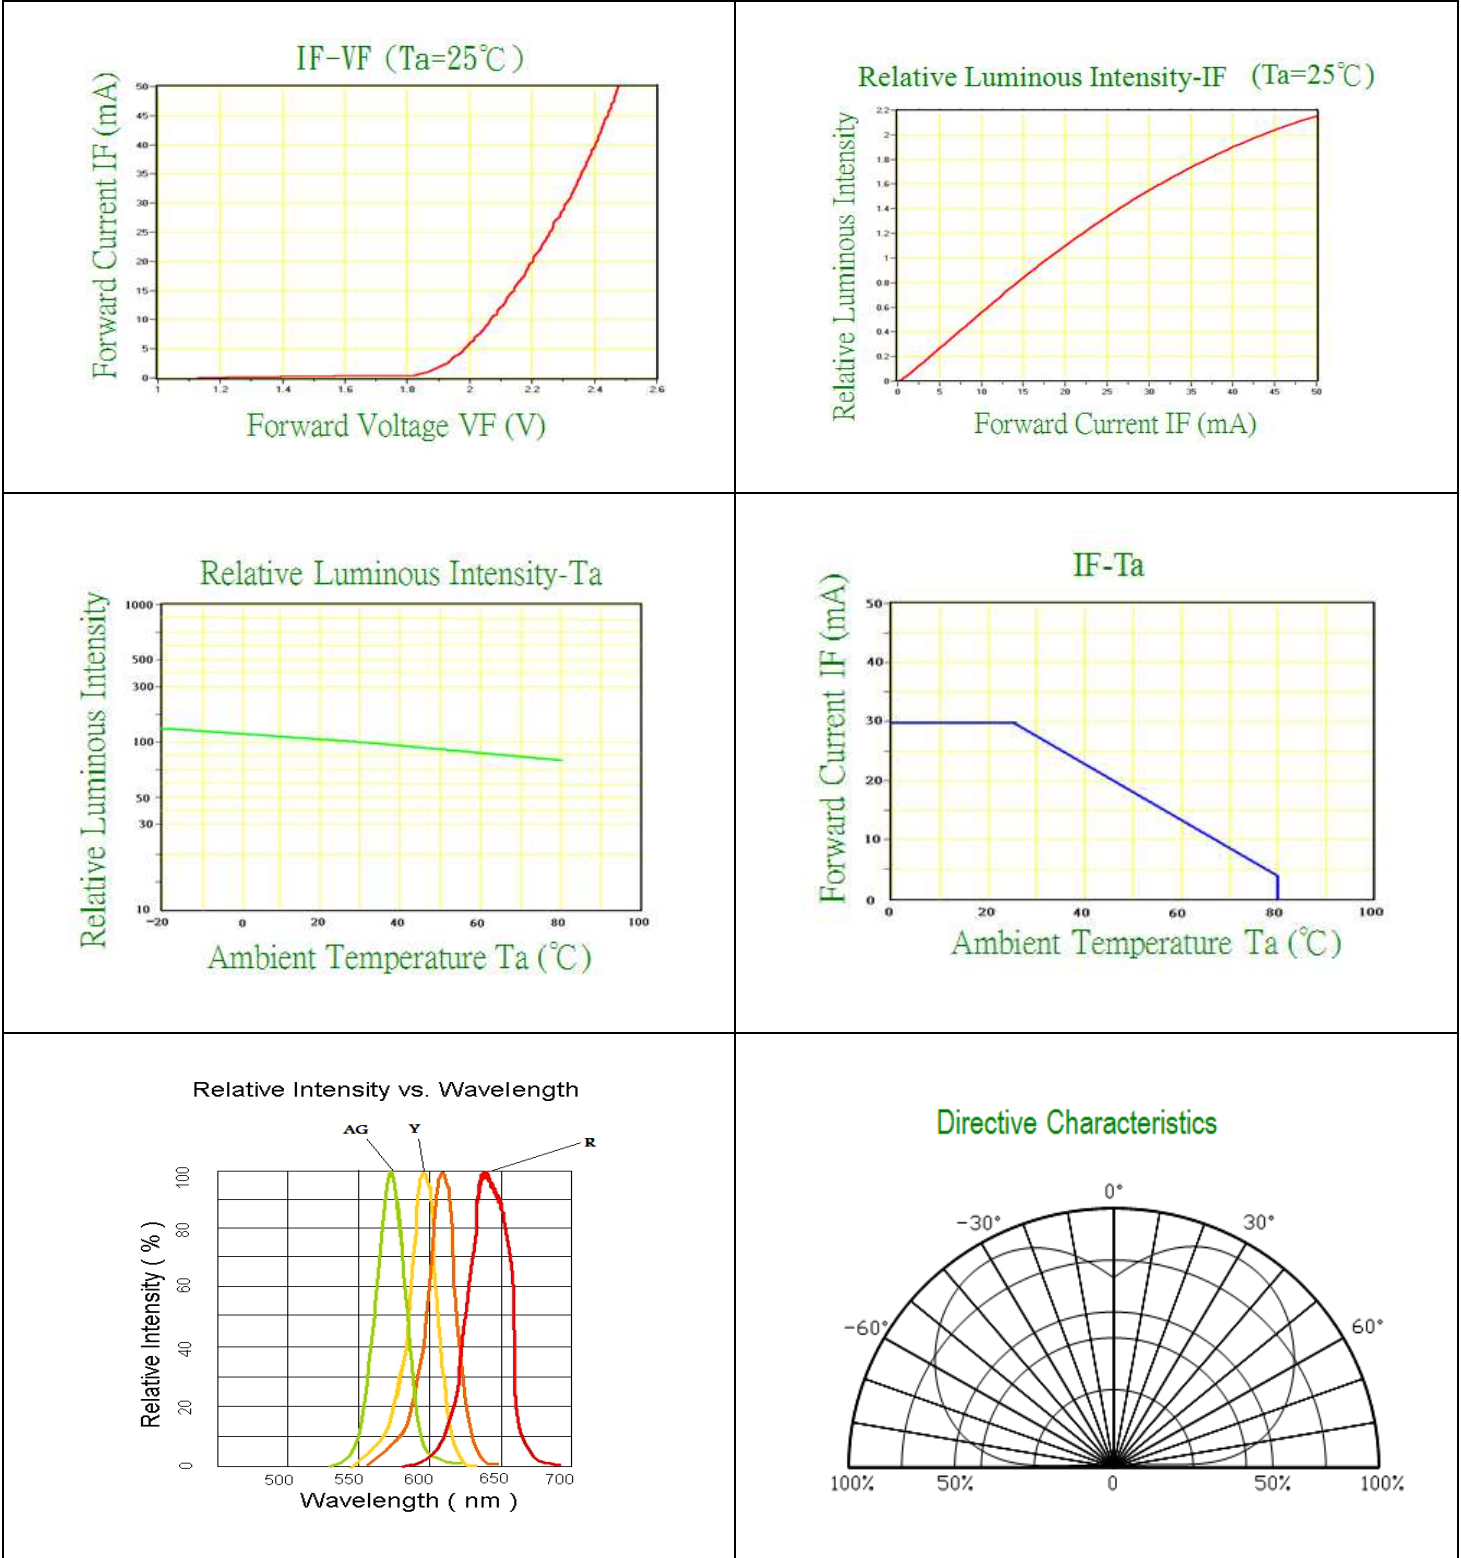 IF-VF (Ta=25℃)
Forward Current IF (mA)
50
45
40
35
30
25
20
15
10
5
0
1 1.2 1.4 1.6 1.8 2 2.2 2.4 2.6
Forward Voltage VF (V)
Relative Luminous Intensity-IF (Ta=25℃)
Relative Luminous Intensity
2.2
2
1.8
1.6
1.4
1.2
1
0.8
0.6
0.4
0.2
0
0 5 10 15 20 25 30 35 40 45 50
Forward Current IF (mA)
Relative Luminous Intensity-Ta
Relative Luminous Intensity
1000
500
300
100
50
30
10
-20 0 20 40 60 80 100
Ambient Temperature Ta (℃)
IF-Ta
Forward Current IF (mA)
50
40
30
20
10
0
0 20 40 60 80 100
Ambient Temperature Ta (℃)
Relative Intensity vs. Wavelength
AG Y R
Relative Intensity ( % )
100
80
60
40
20
0
500 550 600 650 700
Wavelength ( nm )
Directive Characteristics
0°
-30° 30°
-60° 60°
100% 50% 0 50% 100%